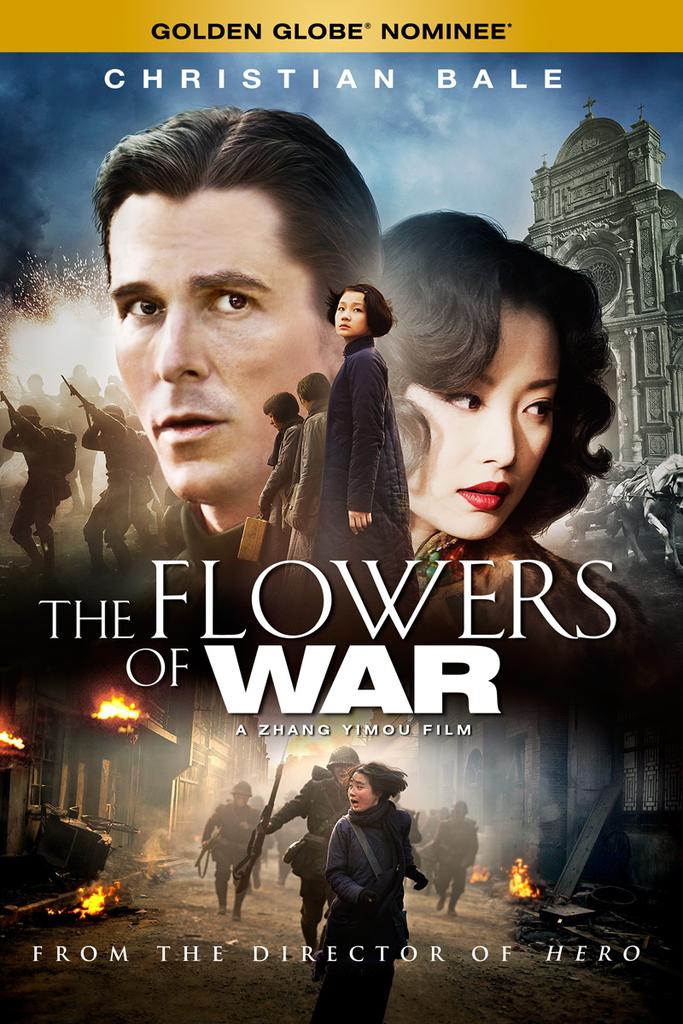 GOLDEN GLOBE® NOMINEE*
CHRISTIAN BALE
THE FLOWERS
OF WAR
A ZHANG YIMOU FILM
FROM THE DIRECTOR OF HERO